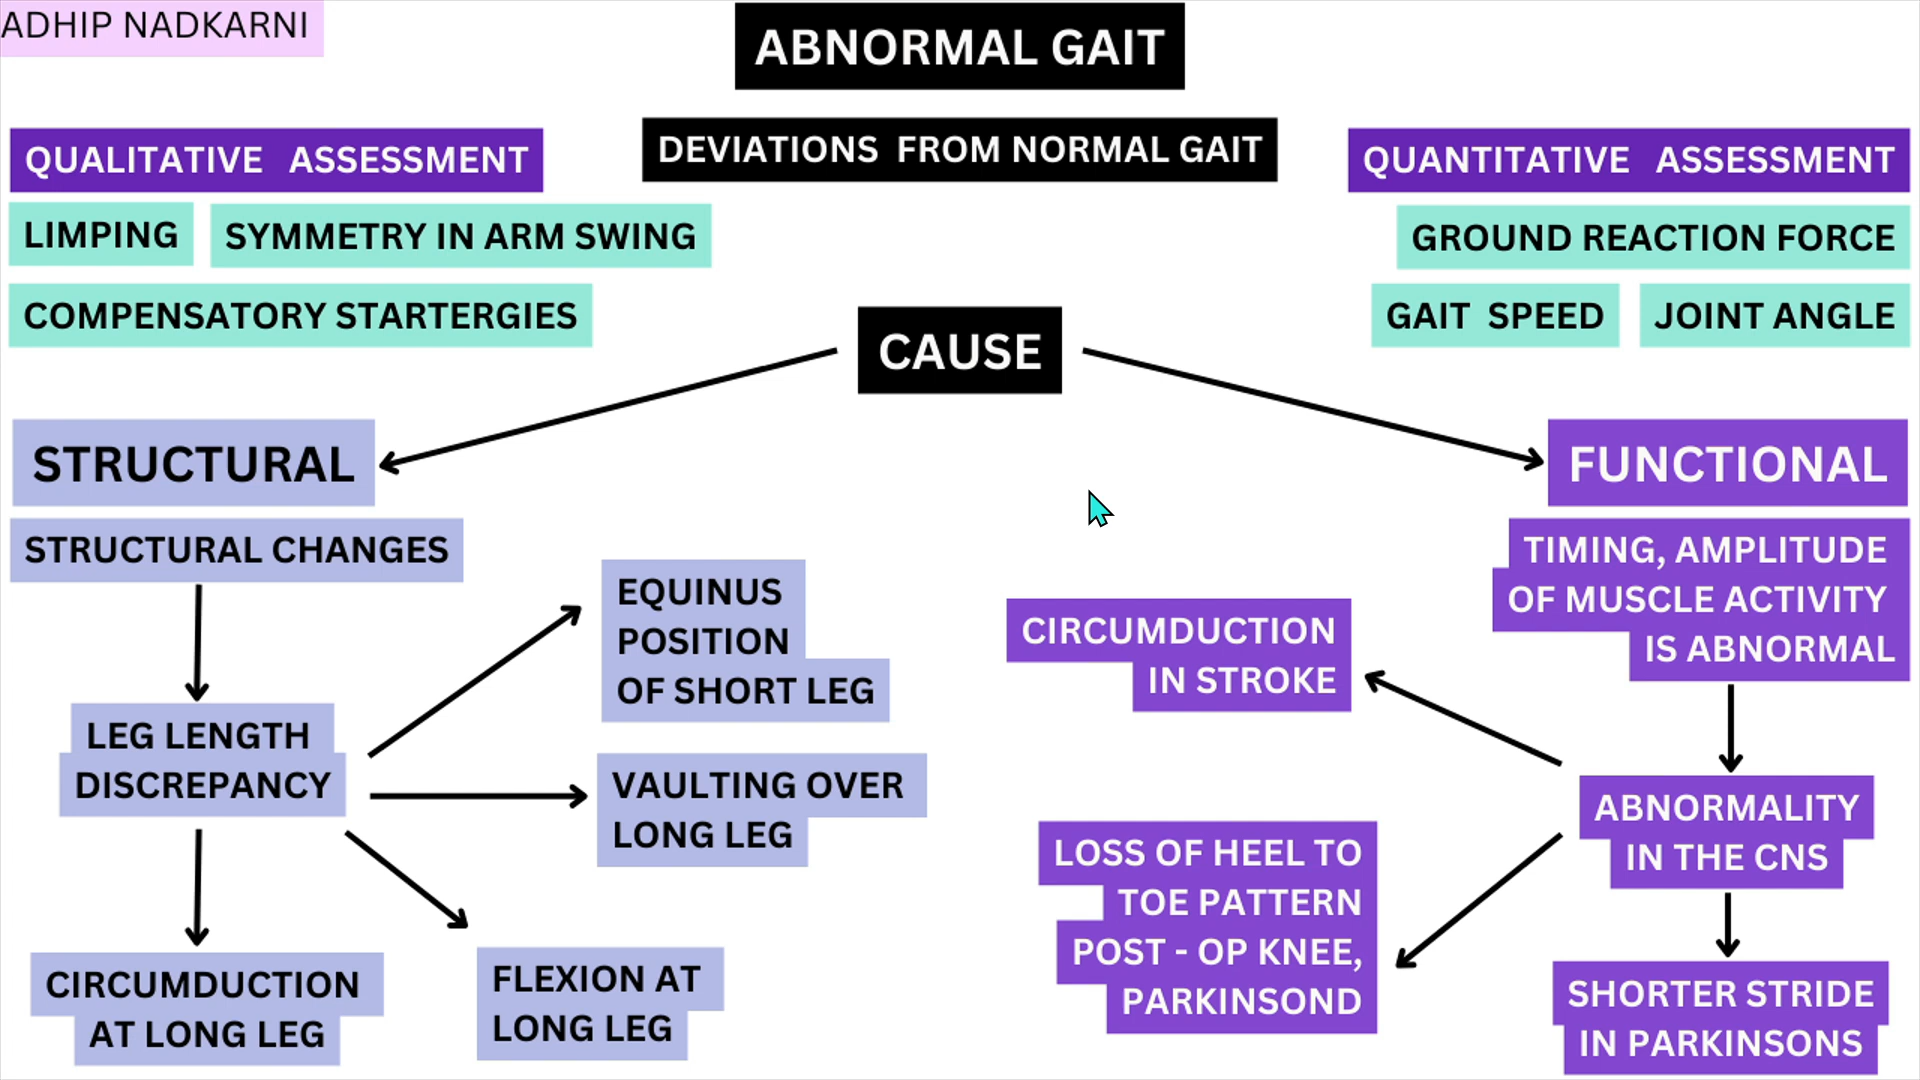 ADHIP NADKARNI
ABNORMAL GAIT
DEVIATIONS FROM NORMAL GAIT
QUALITATIVE ASSESSMENT
LIMPING
SYMMETRY IN ARM SWING
COMPENSATORY STARTERGIES
QUANTITATIVE ASSESSMENT
GROUND REACTION FORCE
GAIT SPEED
JOINT ANGLE
CAUSE
STRUCTURAL
STRUCTURAL CHANGES
LEG LENGTH
DISCREPANCY
EQUINUS
POSITION
OF SHORT LEG
VAULTING OVER
LONG LEG
FLEXION AT
LONG LEG
CIRCUMDUCTION
AT LONG LEG
FUNCTIONAL
TIMING, AMPLITUDE
OF MUSCLE ACTIVITY
IS ABNORMAL
ABNORMALITY
IN THE CNS
CIRCUMDUCTION
IN STROKE
LOSS OF HEEL TO
TOE PATTERN
POST - OP KNEE,
PARKINSOND
SHORTER STRIDE
IN PARKINSONS